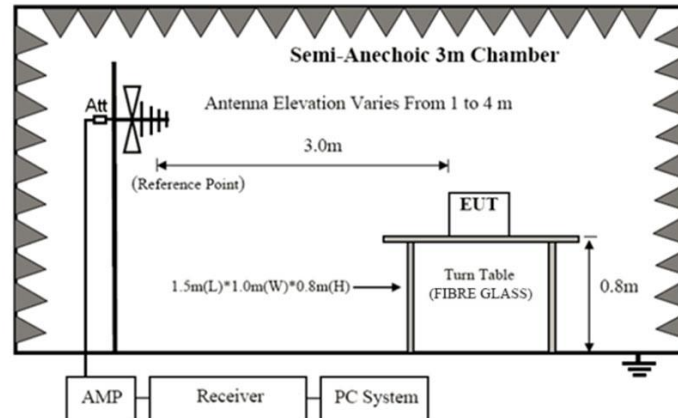 Semi-Anechoic 3m Chamber
Att
Antenna Elevation Varies From 1 to 4 m
3.0m
(Reference Point)
EUT
1.5m(L)*1.0m(W)*0.8m(H)
Turn Table
(FIBRE GLASS)
0.8m
AMP
Receiver
PC System